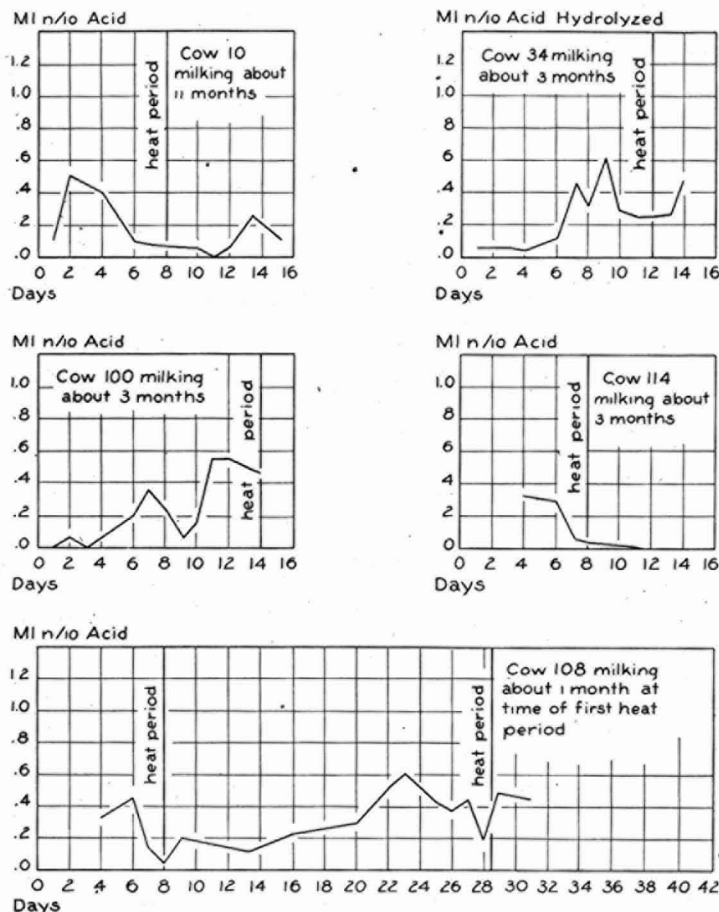 Ml n/10 Acid
1.2
1.0
.8
.6
.4
.2
.0
0 2 4 6 8 10 12 14 16
Days
heat period
Cow 10
milking about
11 months
Ml n/10 Acid Hydrolyzed
1.2
1.0
.8
.6
.4
.2
.0
0 2 4 6 8 10 12 14 16
Days
Cow 34 milking
about 3 months
heat period
Ml n/10 Acid
1.0
.8
.6
.4
.2
.0
0 2 4 6 8 10 12 14 16
Days
Cow 100 milking
about 3 months
heat period
Ml n/10 Acid
1.0
.8
.6
.4
.2
0
0 2 4 6 8 10 12 14 16
Days
heat period
Cow 114
milking about
3 months
Ml n/10 Acid
1.2
1.0
.8
.6
.4
.2
.0
0 2 4 6 8 10 12 14 16 18 20 22 24 26 28 30 32 34 36 38 40 42
Days
heat period
heat period
Cow 108 milking
about 1 month at
time of first heat
period